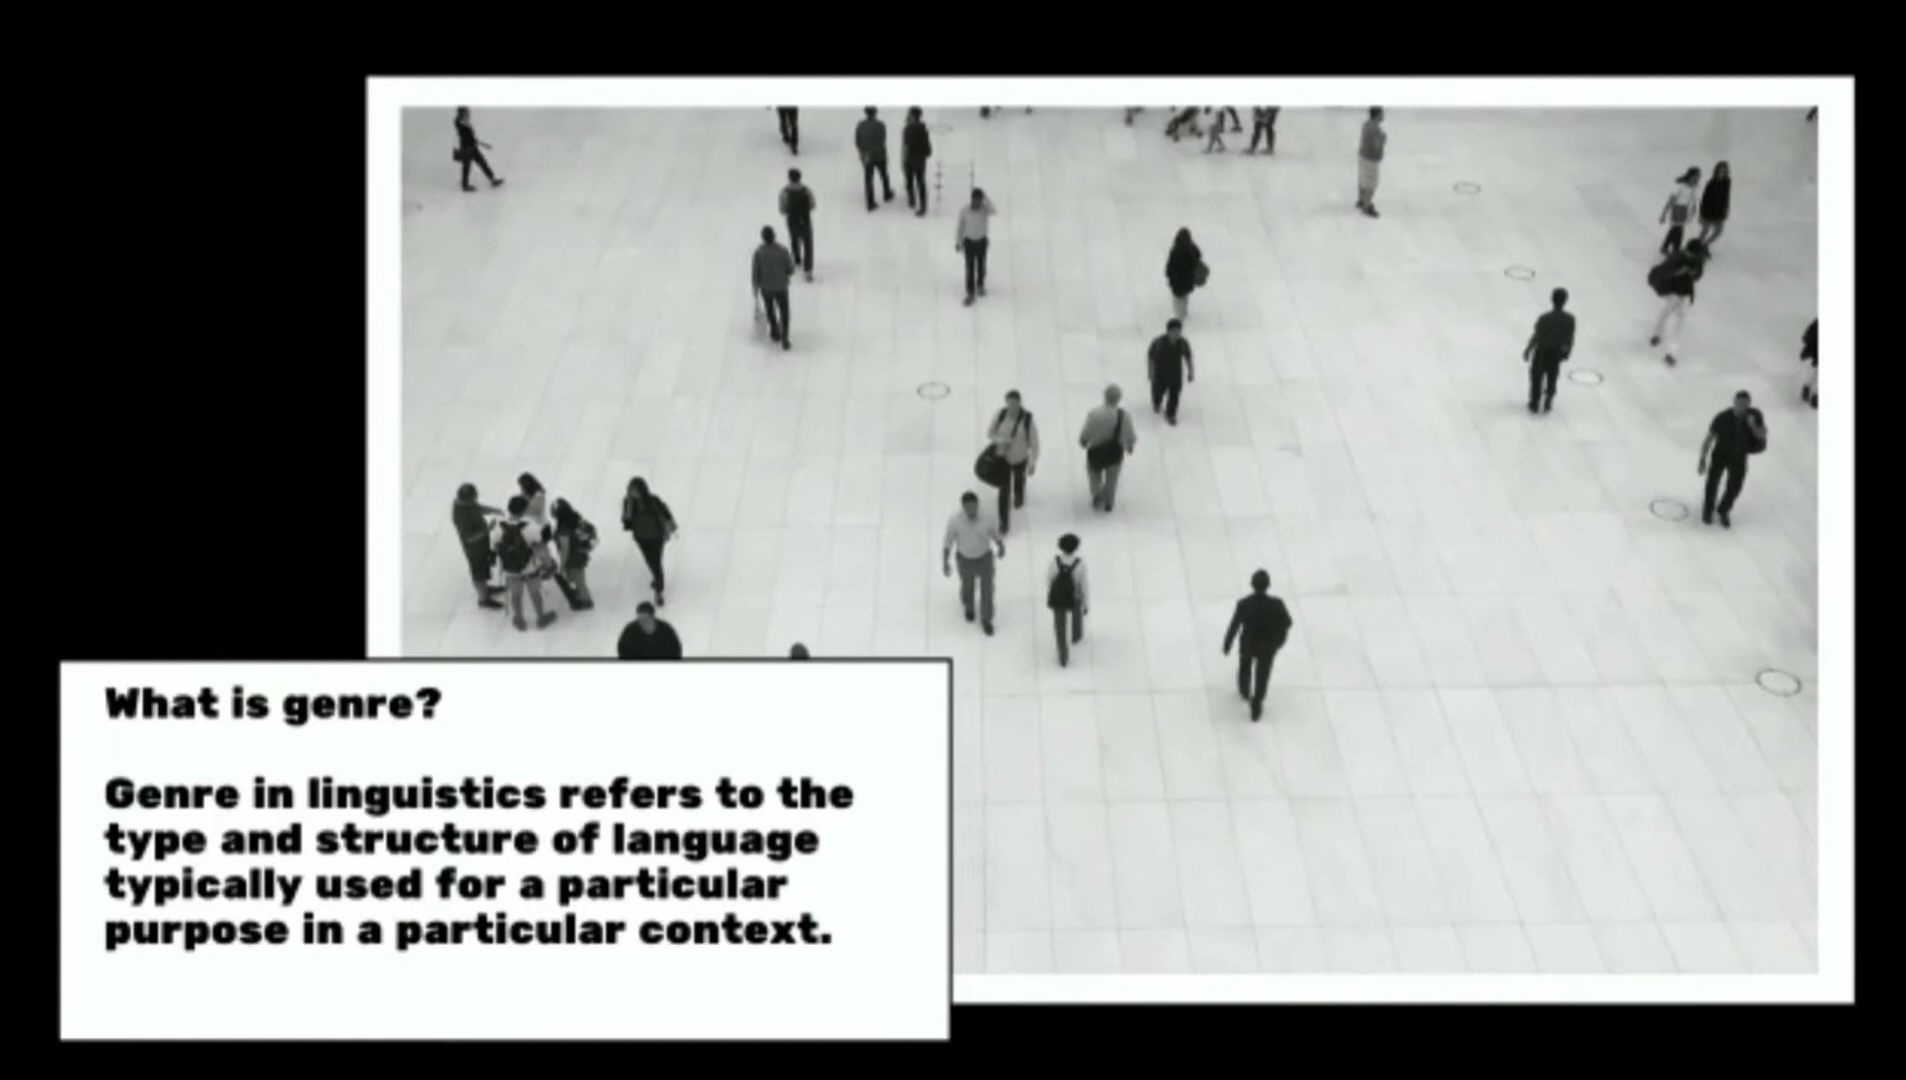 What is genre?
Genre in linguistics refers to the
type and structure of language
typically used for a particular
purpose in a particular context.